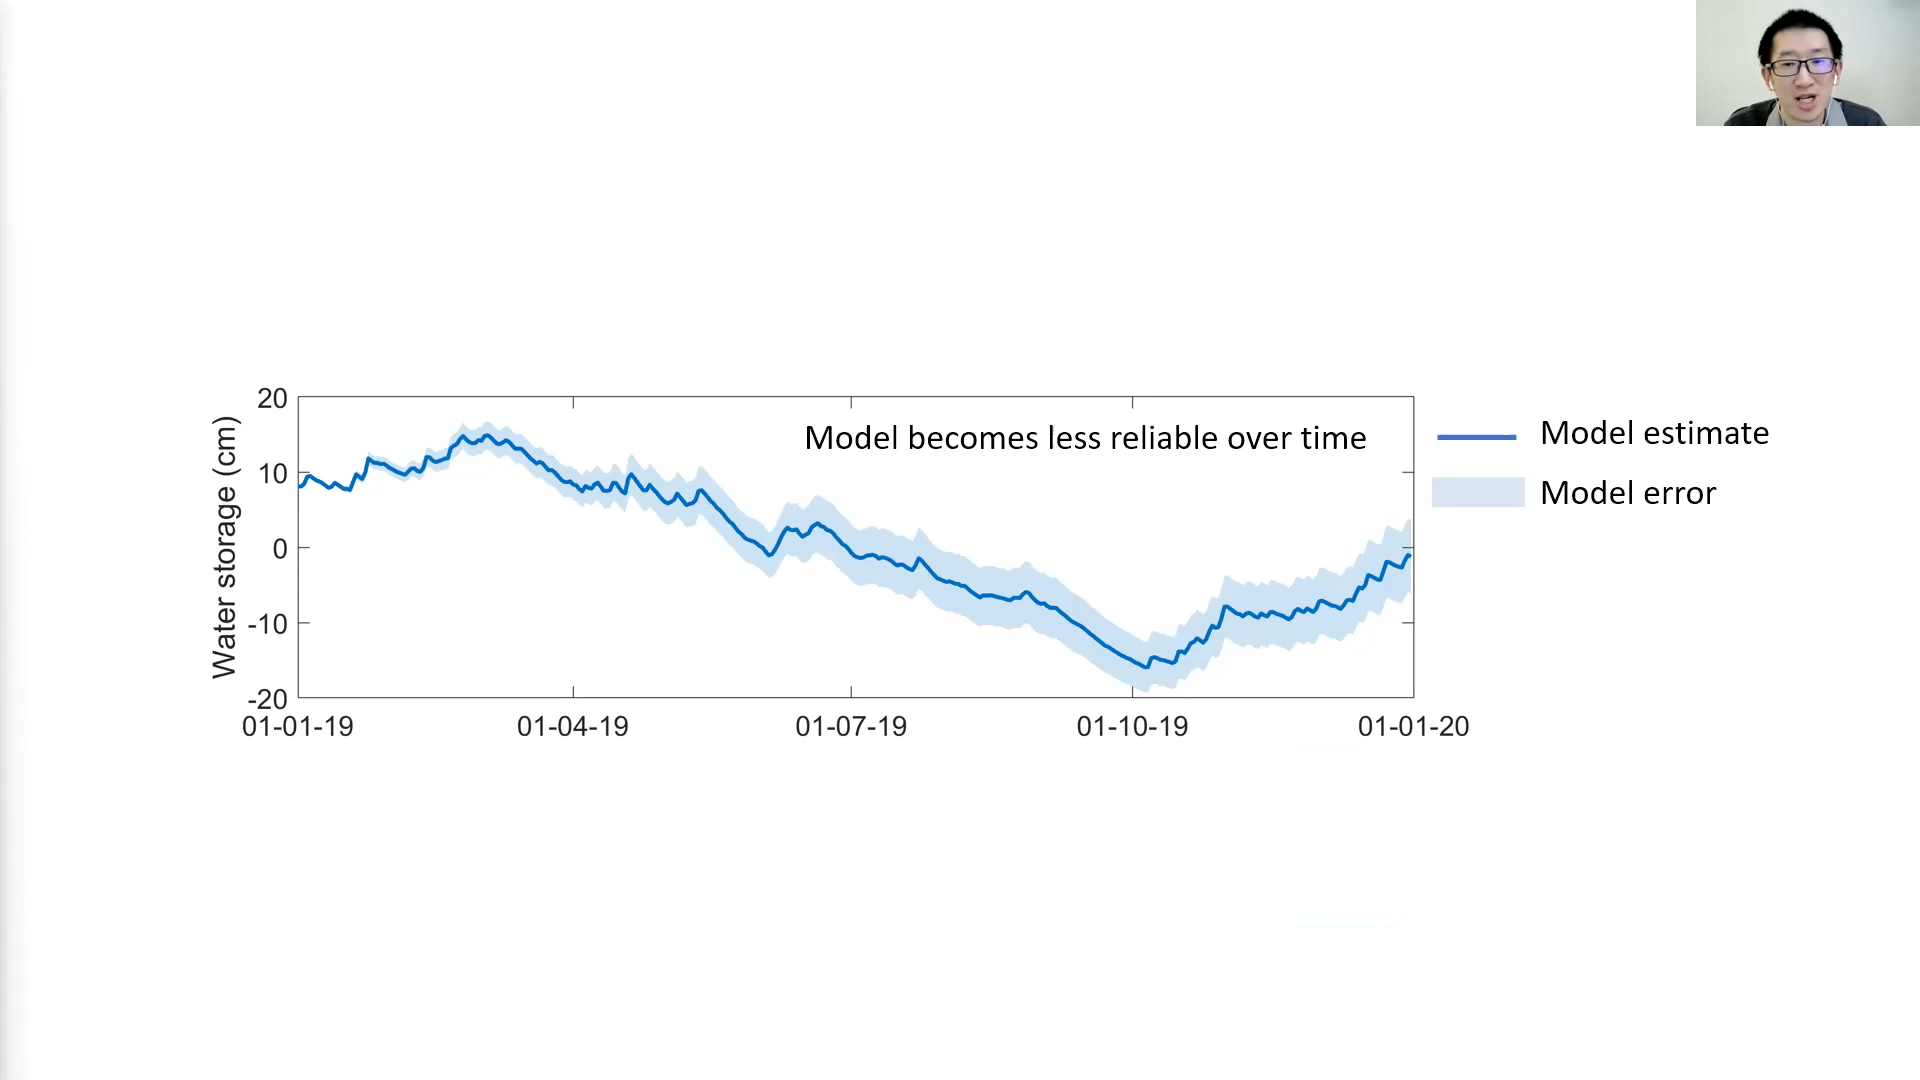 Model becomes less reliable over time
Model estimate
Model error
Water storage (cm)
20
10
0
-10
-20
01-01-19
01-04-19
01-07-19
01-10-19
01-01-20